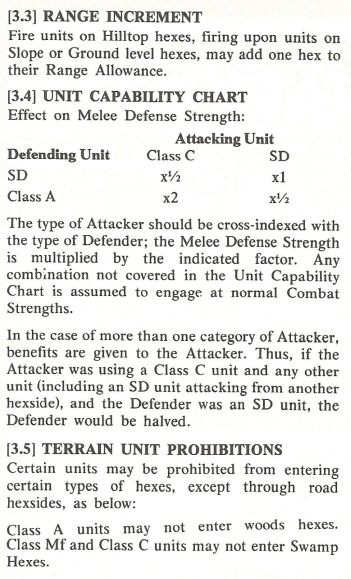 [3.3] RANGE INCREMENT
Fire units on Hilltop hexes, firing upon units on
Slope or Ground level hexes, may add one hex to
their Range Allowance.
[3.4] UNIT CAPABILITY CHART
Effect on Melee Defense Strength:
Attacking Unit
Defending Unit Class C SD
SD x½ x1
Class A x2 x½
The type of Attacker should be cross-indexed with
the type of Defender; the Melee Defense Strength
is multiplied by the indicated factor. Any
combination not covered in the Unit Capability
Chart is assumed to engage at normal Combat
Strengths.
In the case of more than one category of Attacker,
benefits are given to the Attacker. Thus, if the
Attacker was using a Class C unit and any other
unit (including an SD unit attacking from another
hexside), and the Defender was an SD unit, the
Defender would be halved.
[3.5] TERRAIN UNIT PROHIBITIONS
Certain units may be prohibited from entering
certain types of hexes, except through road
hexsides, as below:
Class A units may not enter woods hexes.
Class Mf and Class C units may not enter Swamp
Hexes.